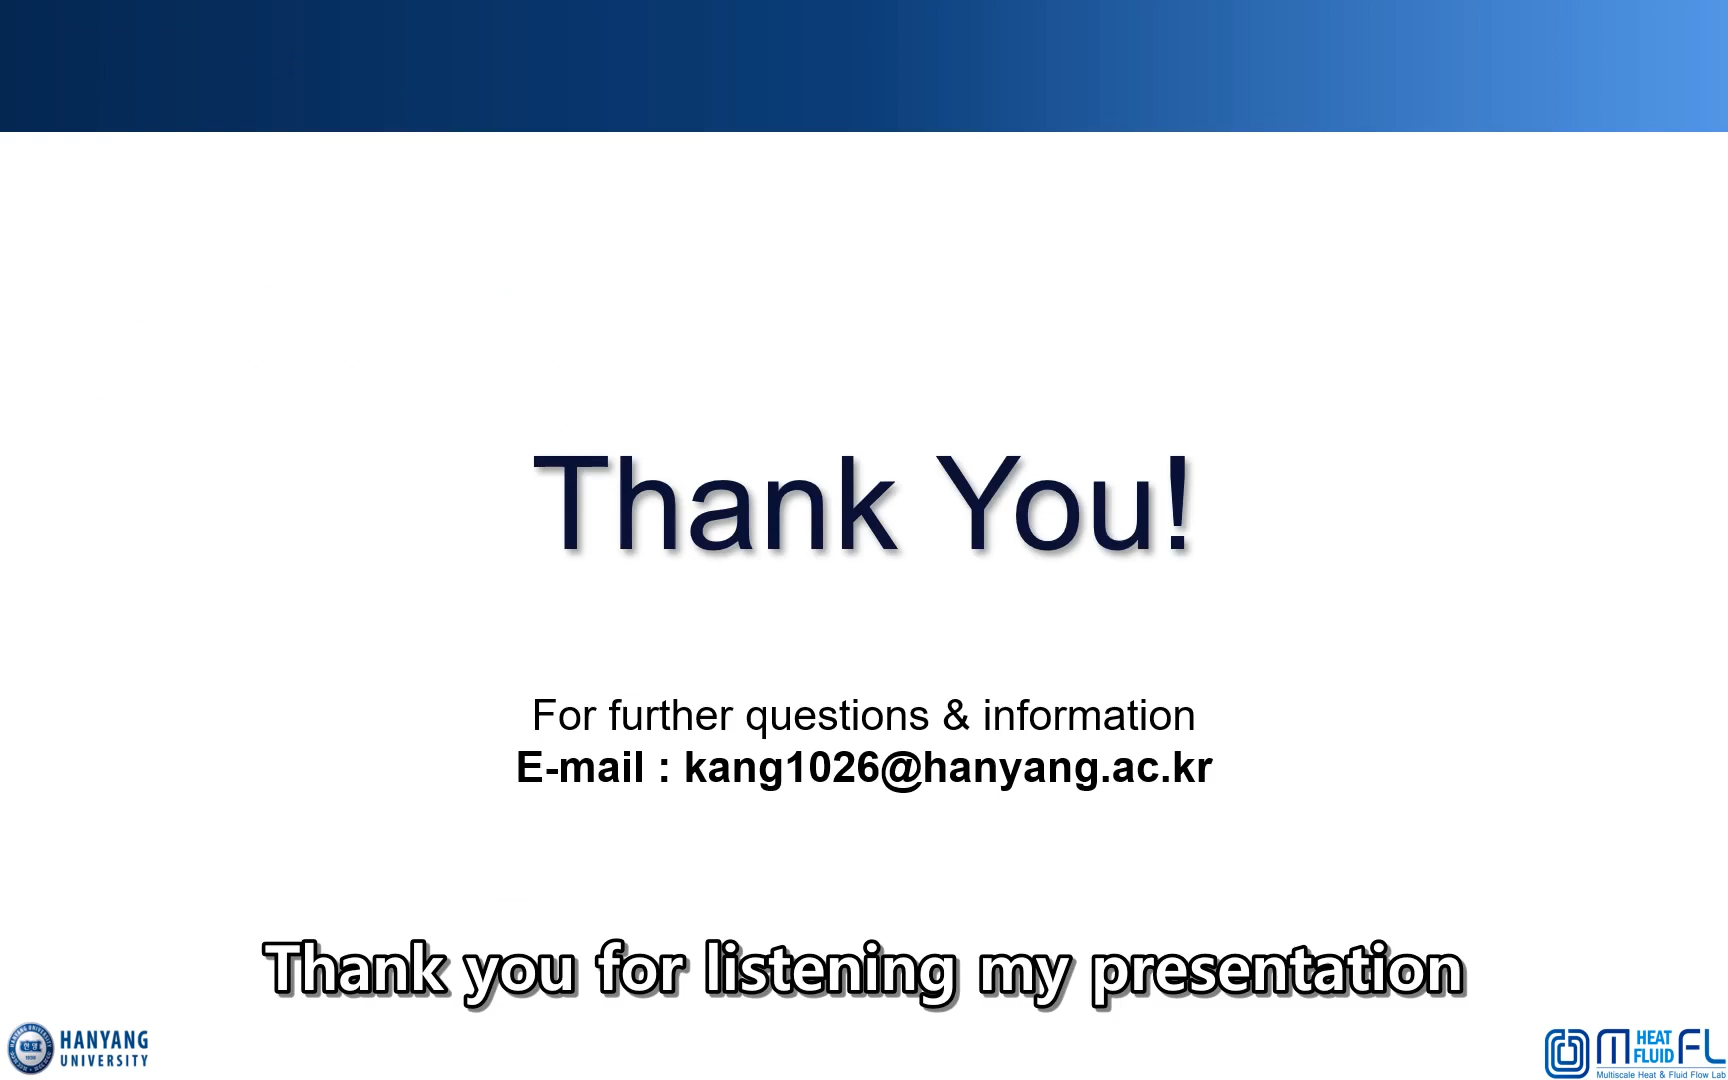 Thank You!
For further questions & information
E-mail : kang1026@hanyang.ac.kr
Thank you for listening my presentation
HANYANG
UNIVERSITY
M HEAT FLUID FL
Multiscale Heat & Fluid Flow Lab